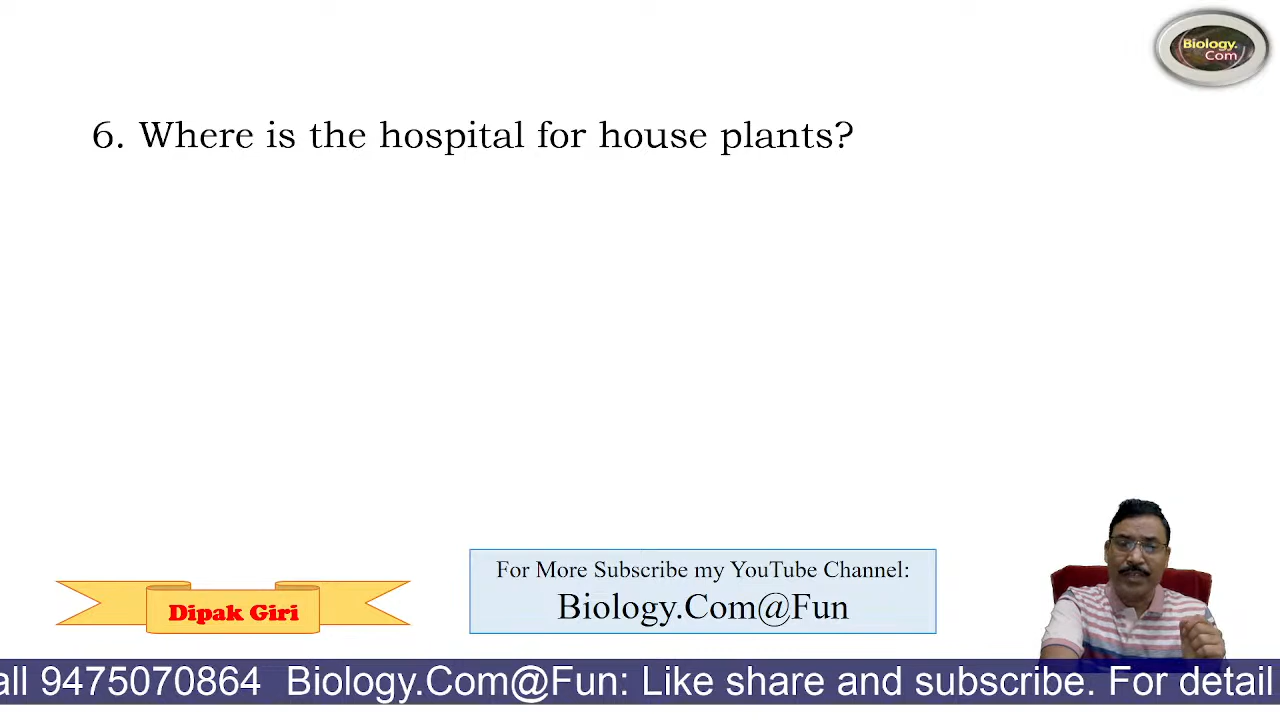 Biology.
Com
6. Where is the hospital for house plants?
For More Subscribe my YouTube Channel:
Biology.Com@Fun
Dipak Giri
all 9475070864 Biology.Com@Fun: Like share and subscribe. For detail